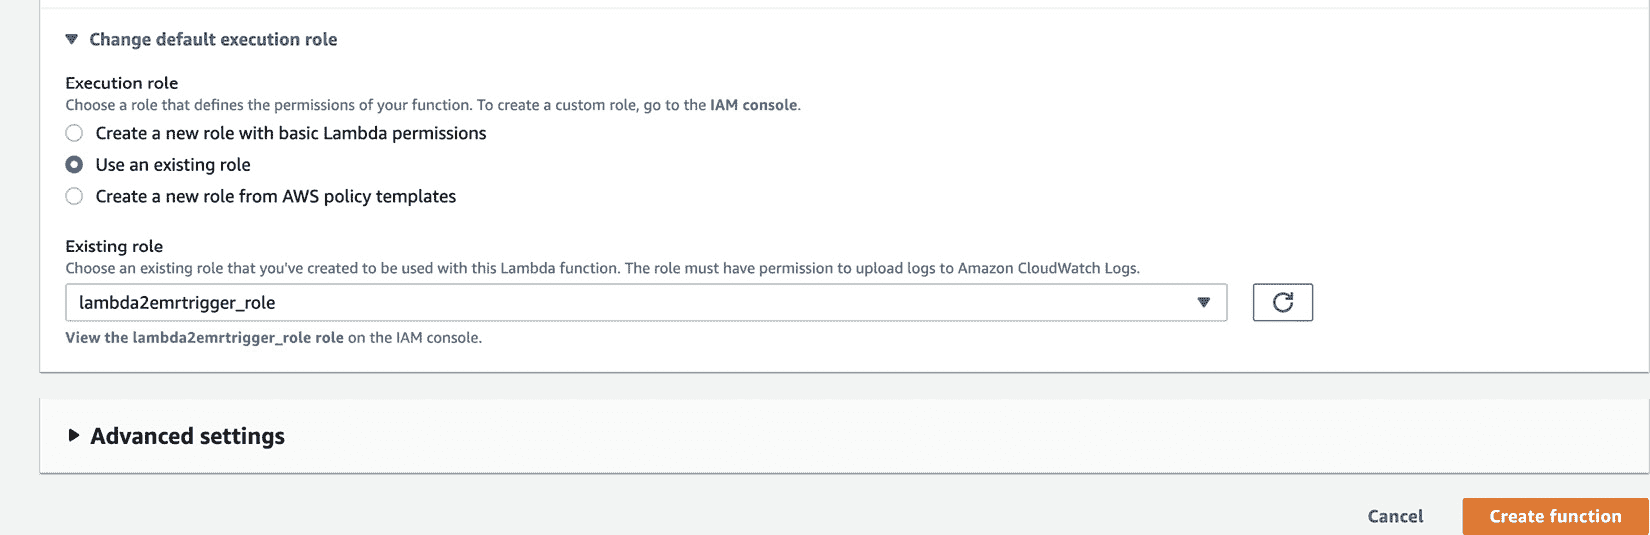 Change default execution role
Execution role
Choose a role that defines the permissions of your function. To create a custom role, go to the IAM console.
Create a new role with basic Lambda permissions
Use an existing role
Create a new role from AWS policy templates
Existing role
Choose an existing role that you've created to be used with this Lambda function. The role must have permission to upload logs to Amazon CloudWatch Logs.
lambda2emrtrigger_role
View the lambda2emrtrigger_role role on the IAM console.
Advanced settings
Cancel Create function